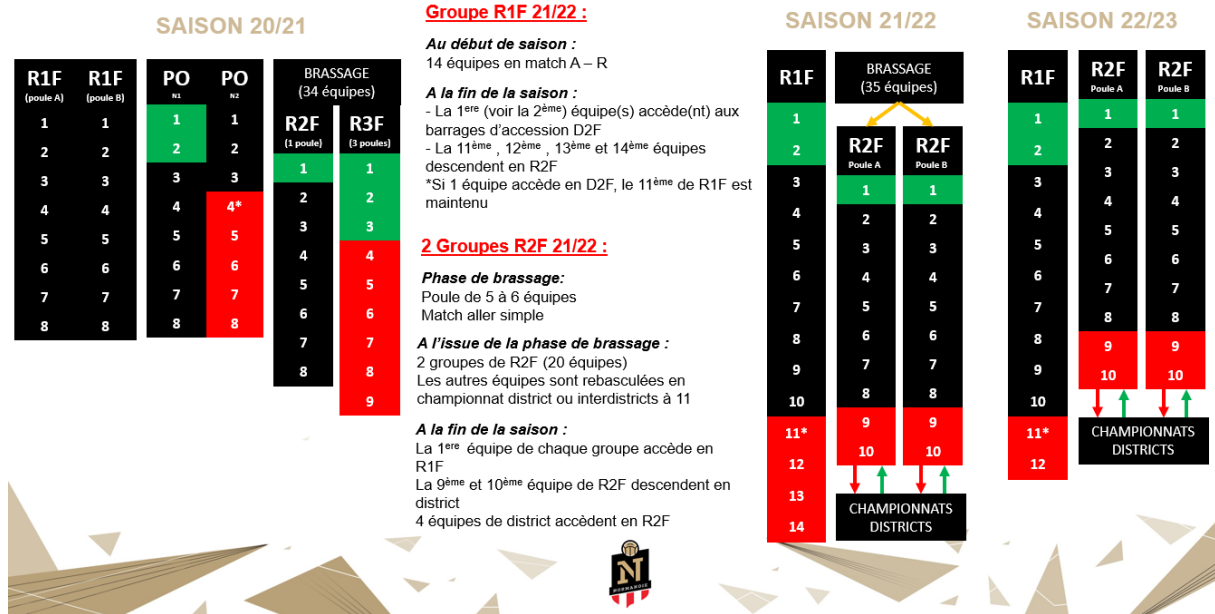 SAISON 20/21
R1F R1F PO PO BRASSAGE
(poule A) (poule B) N1 N2 (34 équipes)
R2F R3F
(1 poule) (3 poules)
1 1 1 1
2 2 2 2
3 3 3 3
4 4 4 4*
5 5 5 5
6 6 6 6
7 7 7 7
8 8 8 8
1 1
2 2
3 3
4 4
5 5
6 6
7 7
8 8
9
Groupe R1F 21/22 :
Au début de saison :
14 équipes en match A – R
A la fin de la saison :
- La 1ere (voir la 2ème) équipe(s) accède(nt) aux
barrages d'accession D2F
- La 11ème , 12ème , 13ème et 14ème équipes
descendent en R2F
*Si 1 équipe accède en D2F, le 11ème de R1F est
maintenu
2 Groupes R2F 21/22 :
Phase de brassage:
Poule de 5 à 6 équipes
Match aller simple
A l'issue de la phase de brassage :
2 groupes de R2F (20 équipes)
Les autres équipes sont rebasculées en
championnat district ou interdistricts à 11
A la fin de la saison :
La 1ere équipe de chaque groupe accède en
R1F
La 9ème et 10ème équipe de R2F descendent en
district
4 équipes de district accèdent en R2F
N
NORMANDIE
SAISON 21/22
R1F
1
2
3
4
5
6
7
8
9
10
11*
12
13
14
BRASSAGE
(35 équipes)
R2F R2F
Poule A Poule B
1 1
2 2
3 3
4 4
5 5
6 6
7 7
8 8
9 9
10 10
CHAMPIONNATS
DISTRICTS
SAISON 22/23
R1F
1
2
3
4
5
6
7
8
9
10
11*
12
R2F R2F
Poule A Poule B
1 1
2 2
3 3
4 4
5 5
6 6
7 7
8 8
9 9
10 10
CHAMPIONNATS
DISTRICTS